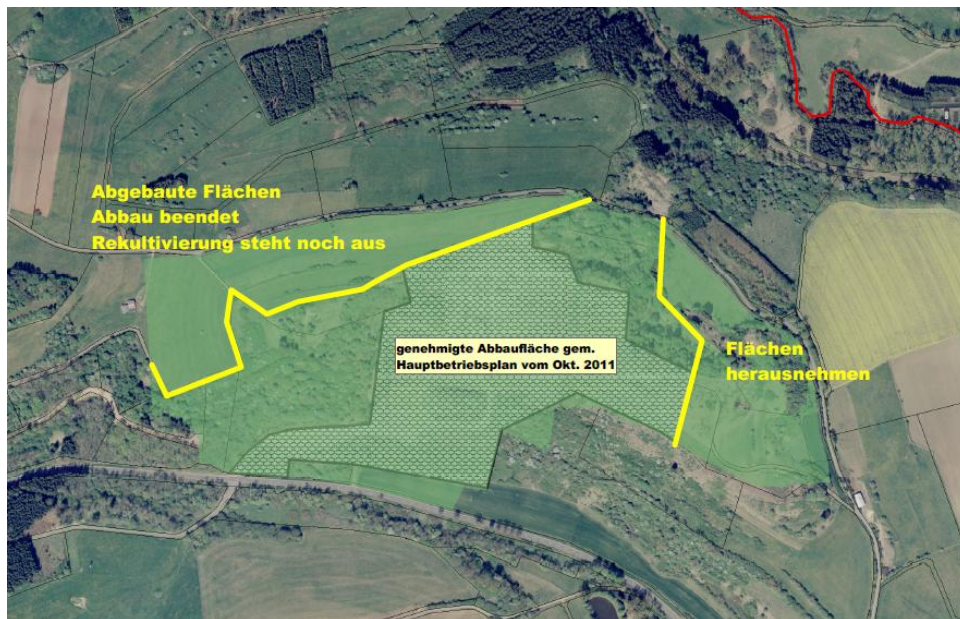 Abgebaute Flächen
Abbau beendet
Rekultivierung steht noch aus
genehmigte Abbaufläche gem.
Hauptbetriebsplan vom Okt. 2011
Flächen
herausnehmen